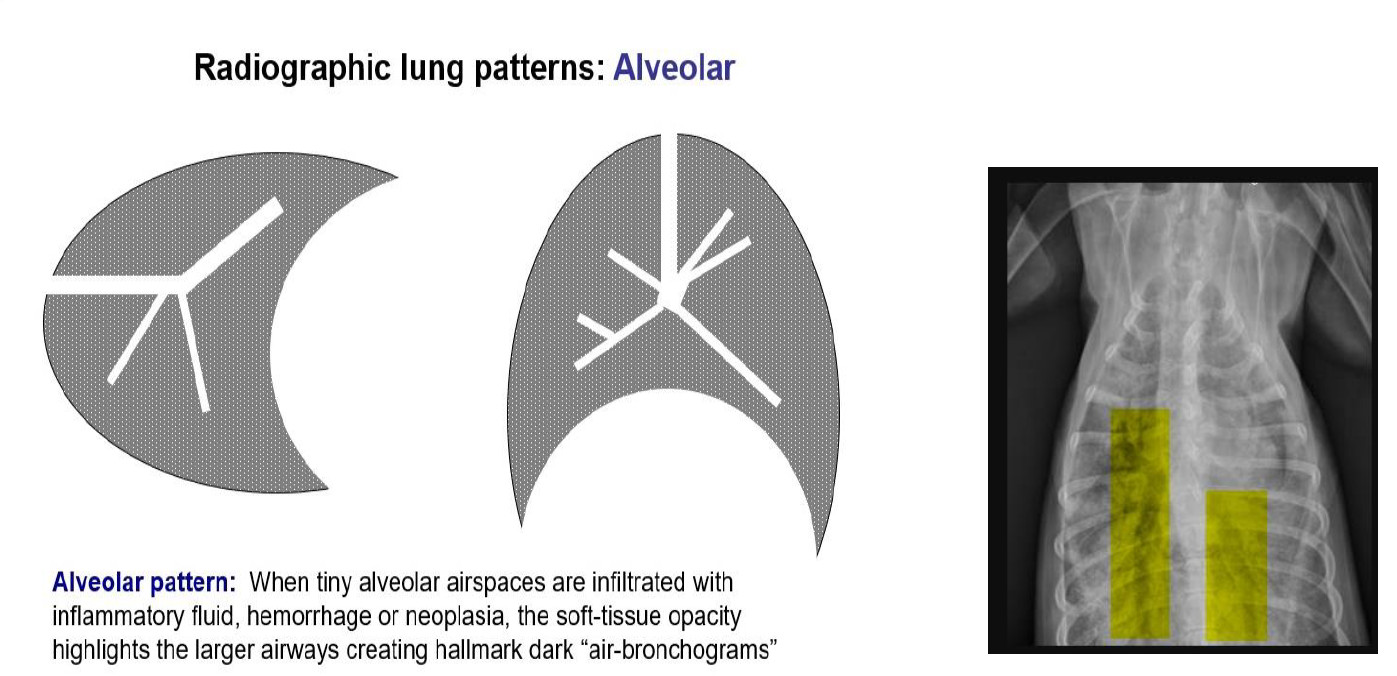 Radiographic lung patterns: Alveolar
Alveolar pattern: When tiny alveolar airspaces are infiltrated with
inflammatory fluid, hemorrhage or neoplasia, the soft-tissue opacity
highlights the larger airways creating hallmark dark “air-bronchograms”